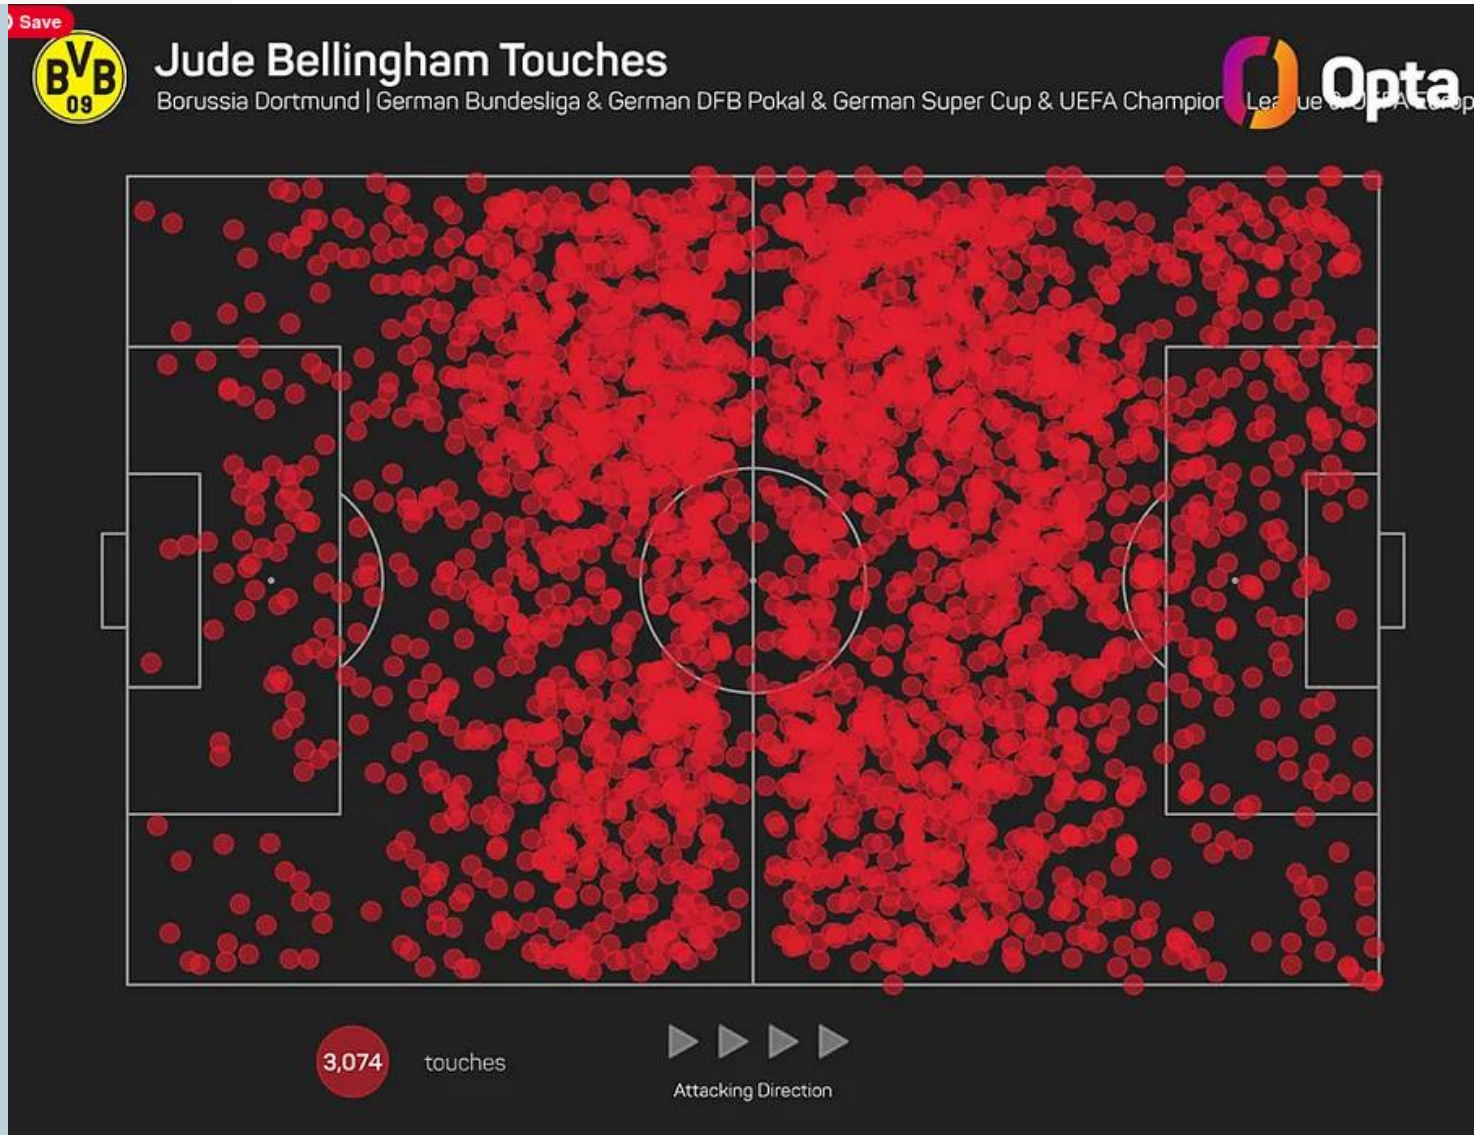 Save
BVB
09
Jude Bellingham Touches
Opta
Borussia Dortmund | German Bundesliga & German DFB Pokal & German Super Cup & UEFA Champion
3,074
touches
Attacking Direction